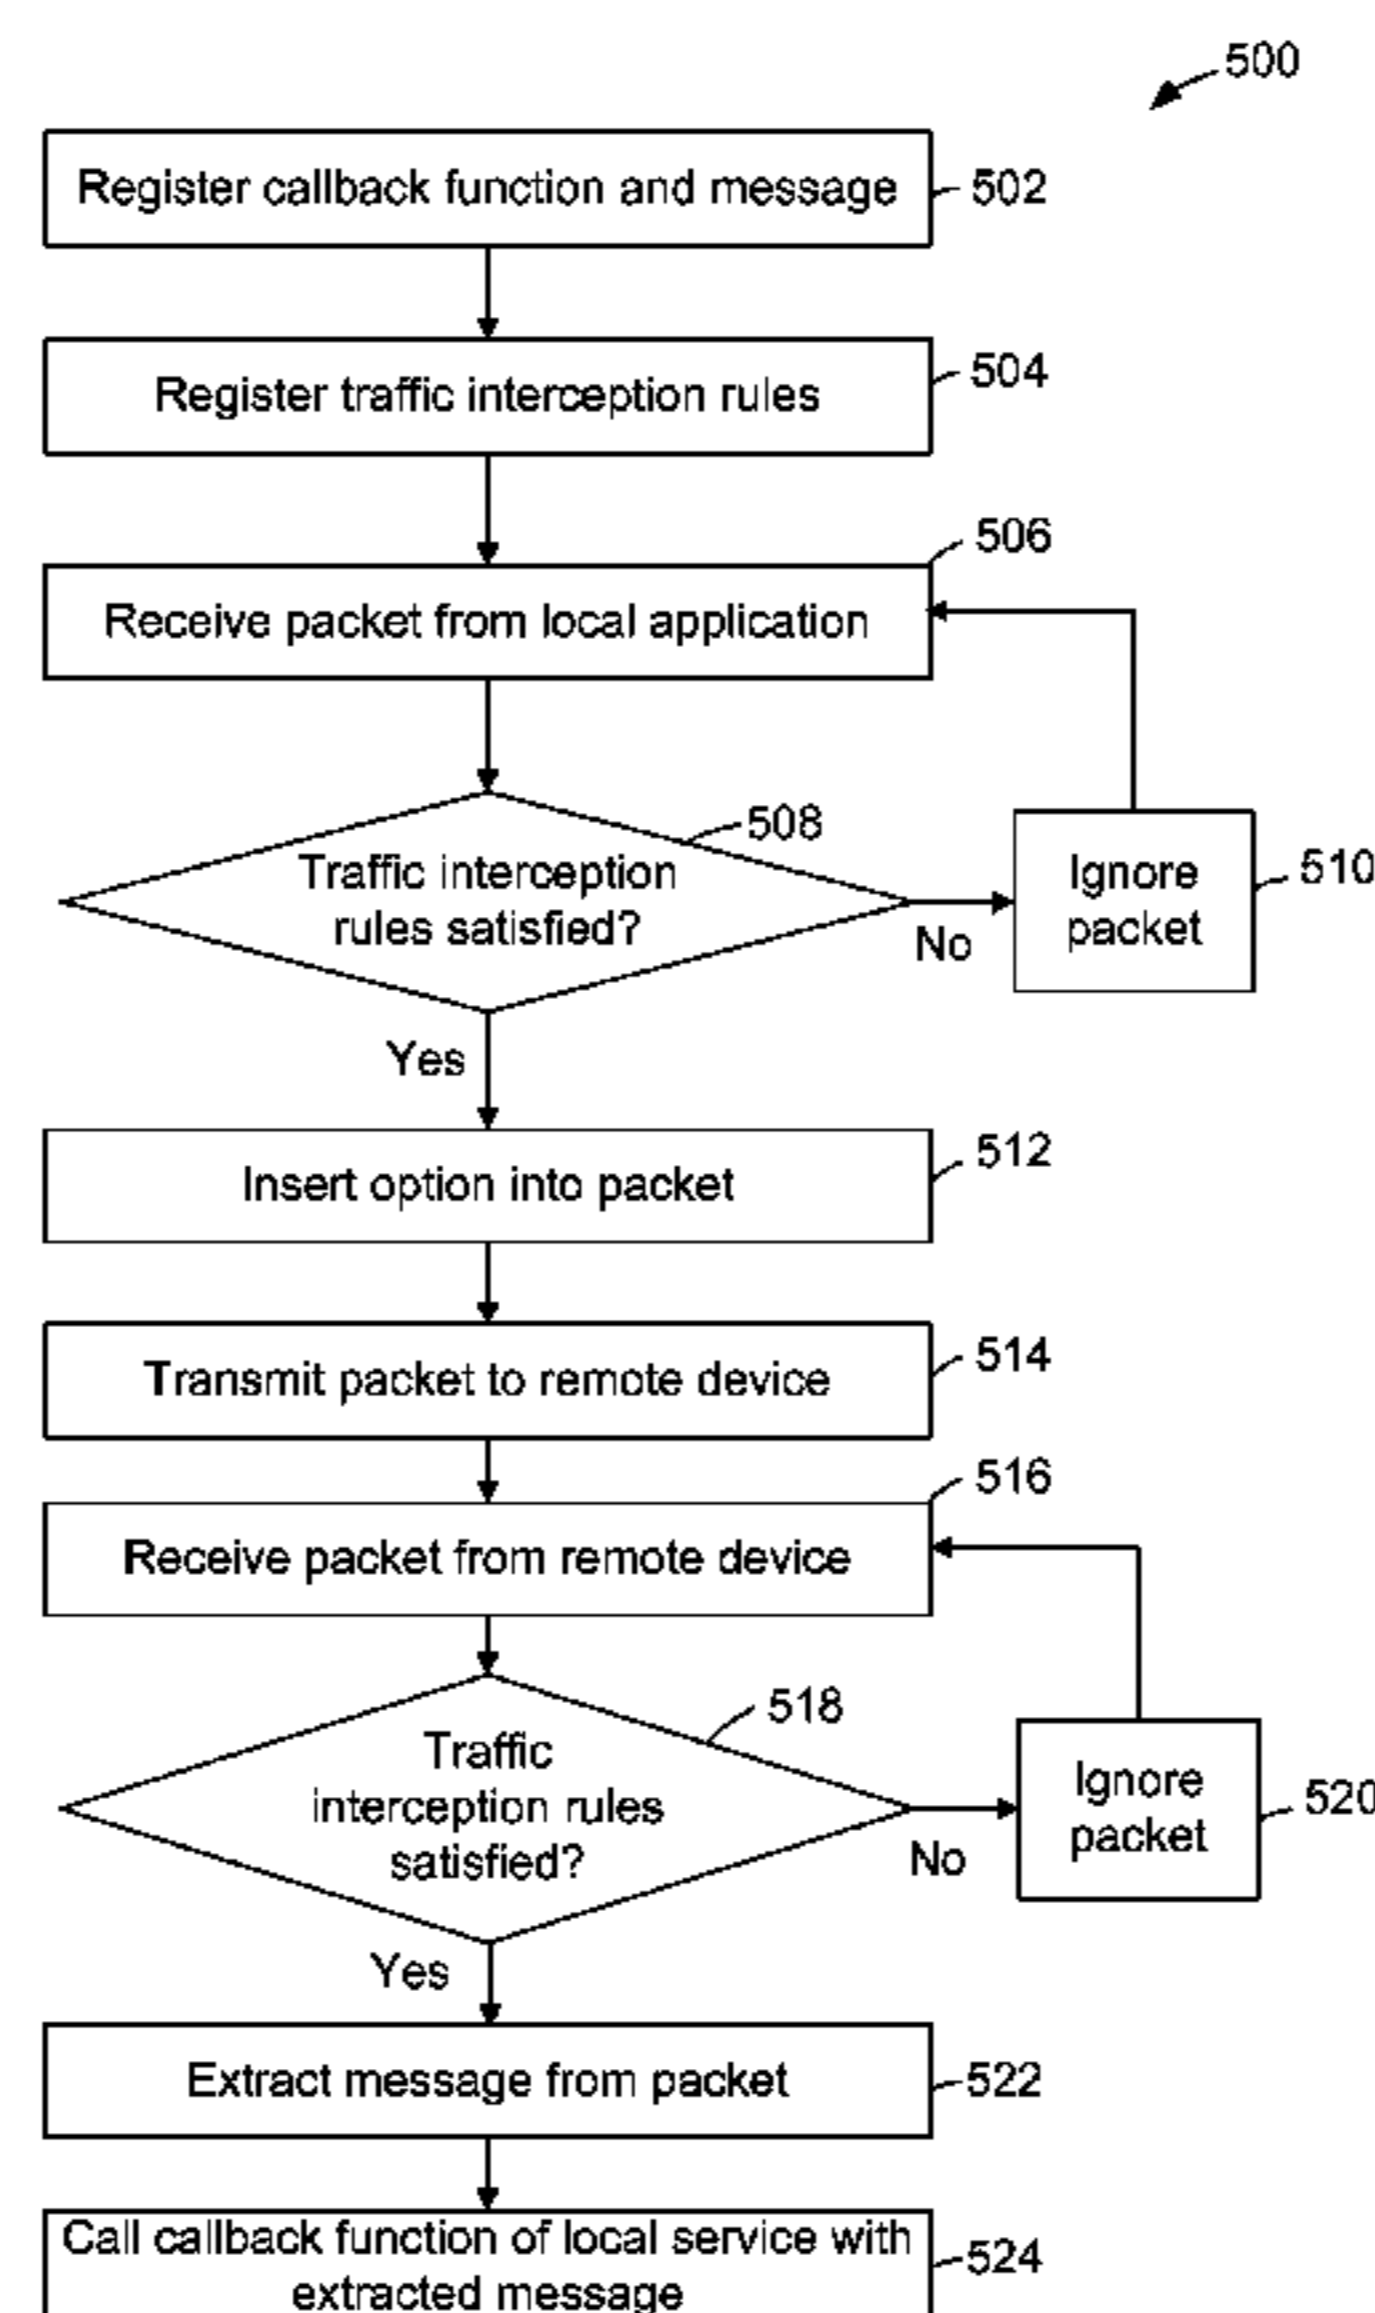 500
Register callback function and message
502
Register traffic interception rules
504
506
Receive packet from local application
508
Traffic interception
rules satisfied?
No
Ignore
packet
510
Yes
Insert option into packet
512
Transmit packet to remote device
514
516
Receive packet from remote device
518
Traffic
interception rules
satisfied?
No
Ignore
packet
520
Yes
Extract message from packet
522
Call callback function of local service with
extracted message
524